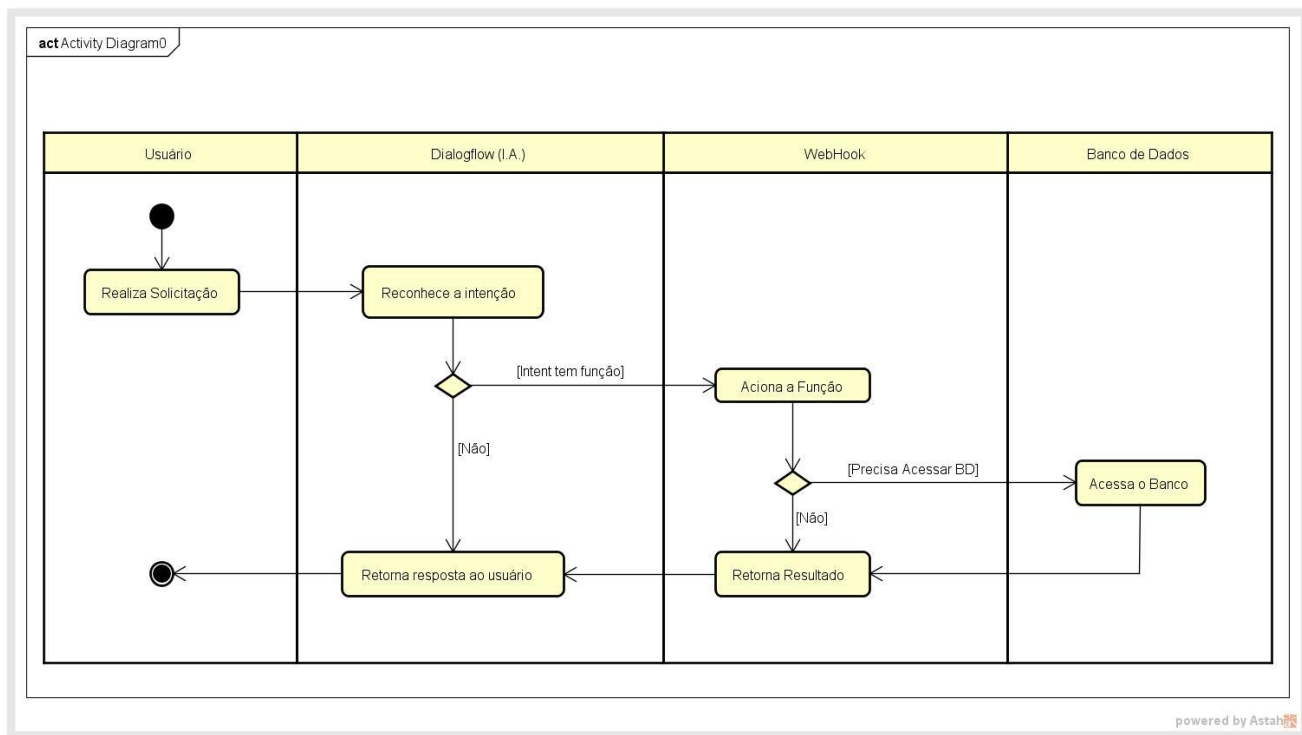 act Activity Diagram0
Usuário
Dialogflow (I.A.)
WebHook
Banco de Dados
Realiza Solicitação
Reconhece a intenção
[Intent tem função]
Aciona a Função
[Não]
[Precisa Acessar BD]
Acessa o Banco
[Não]
Retorna resposta ao usuário
Retorna Resultado
powered by Astah